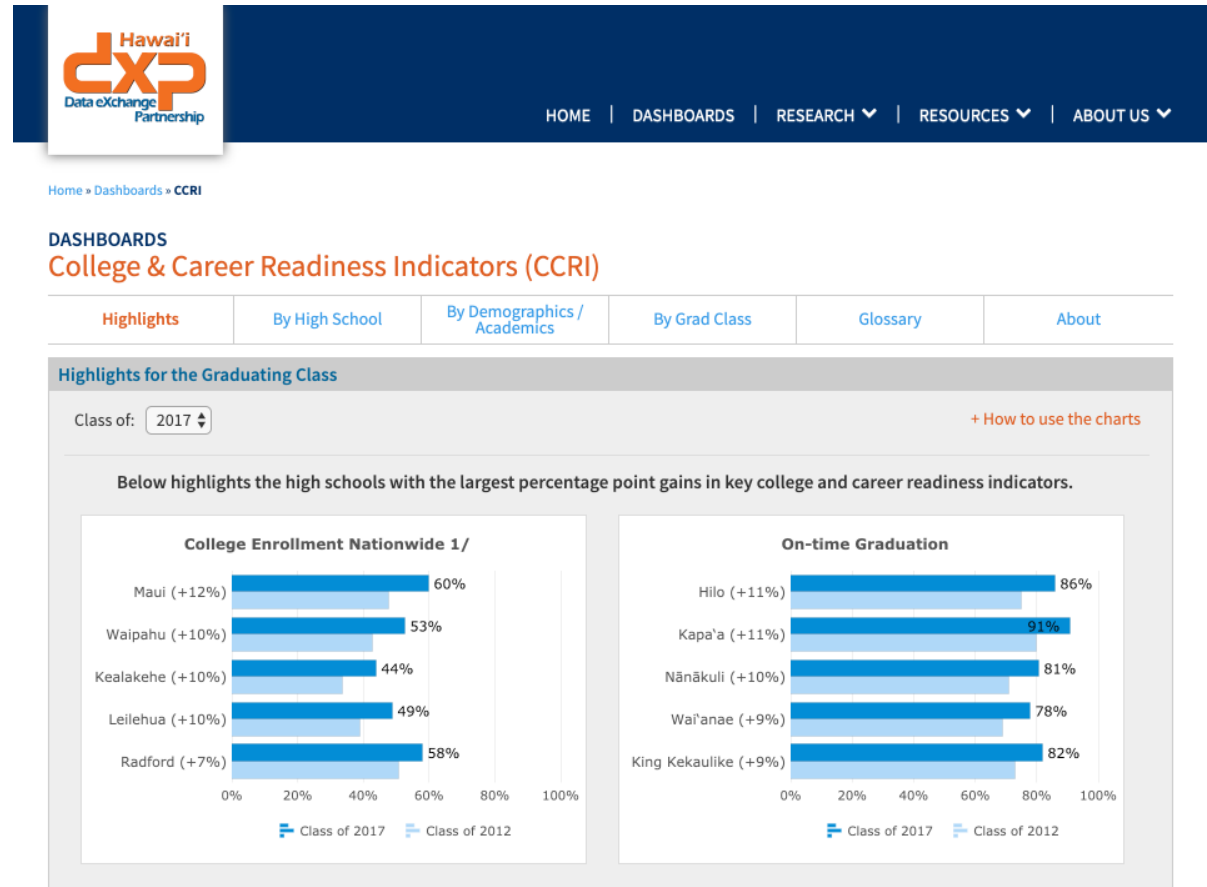 Hawai'i
dxp
Data eXchange
Partnership
HOME | DASHBOARDS | RESEARCH | RESOURCES | ABOUT US
Home » Dashboards » CCRI
DASHBOARDS
College & Career Readiness Indicators (CCRI)
Highlights
By High School
By Demographics /
Academics
By Grad Class
Glossary
About
Highlights for the Graduating Class
Class of: 2017
+ How to use the charts
Below highlights the high schools with the largest percentage point gains in key college and career readiness indicators.
College Enrollment Nationwide 1/
Maui (+12%) 60%
Waipahu (+10%) 53%
Kealakehe (+10%) 44%
Leilehua (+10%) 49%
Radford (+7%) 58%
0% 20% 40% 60% 80% 100%
Class of 2017 Class of 2012
On-time Graduation
Hilo (+11%) 86%
Kapaʻa (+11%) 91%
Nānākuli (+10%) 81%
Waiʻanae (+9%) 78%
King Kekaulike (+9%) 82%
0% 20% 40% 60% 80% 100%
Class of 2017 Class of 2012